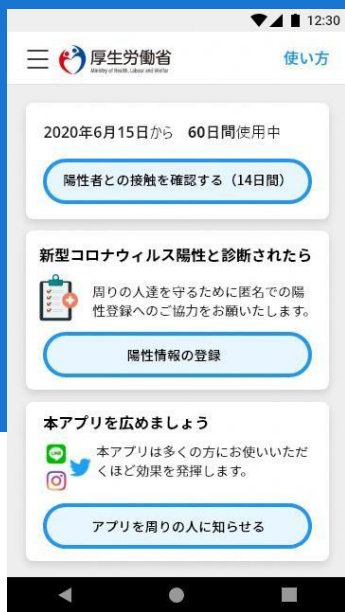 12:30
厚生労働省
Ministry of Health, Labour and Welfare
使い方
2020年6月15日から 60日間使用中
陽性者との接触を確認する（14日間）
新型コロナウィルス陽性と診断されたら
周りの人達を守るために匿名での陽
性登録へのご協力をお願いいたします。
陽性情報の登録
本アプリを広めましょう
LINE
本アプリは多くの方にお使いいただ
くほど効果を発揮します。
アプリを周りの人に知らせる